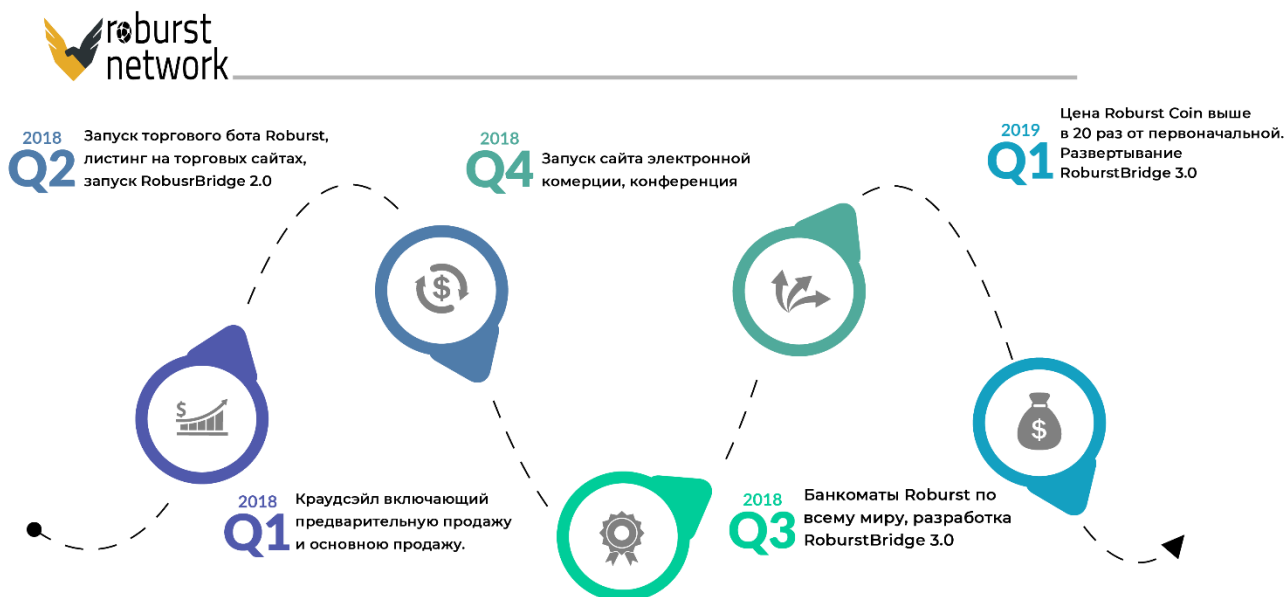 roburst
network
2018
Q2
Запуск торгового бота Roburst,
листинг на торговых сайтах,
запуск RobusrBridge 2.0
2018
Q4
Запуск сайта электронной
комерции, конференция
2019
Q1
Цена Roburst Coin выше
в 20 раз от первоначальной.
Развертывание
RoburstBridge 3.0
$
$
$
2018
Q1
Краудсэйл включающий
предварительную продажу
и основною продажу.
2018
Q3
Банкоматы Roburst по
всему миру, разработка
RoburstBridge 3.0